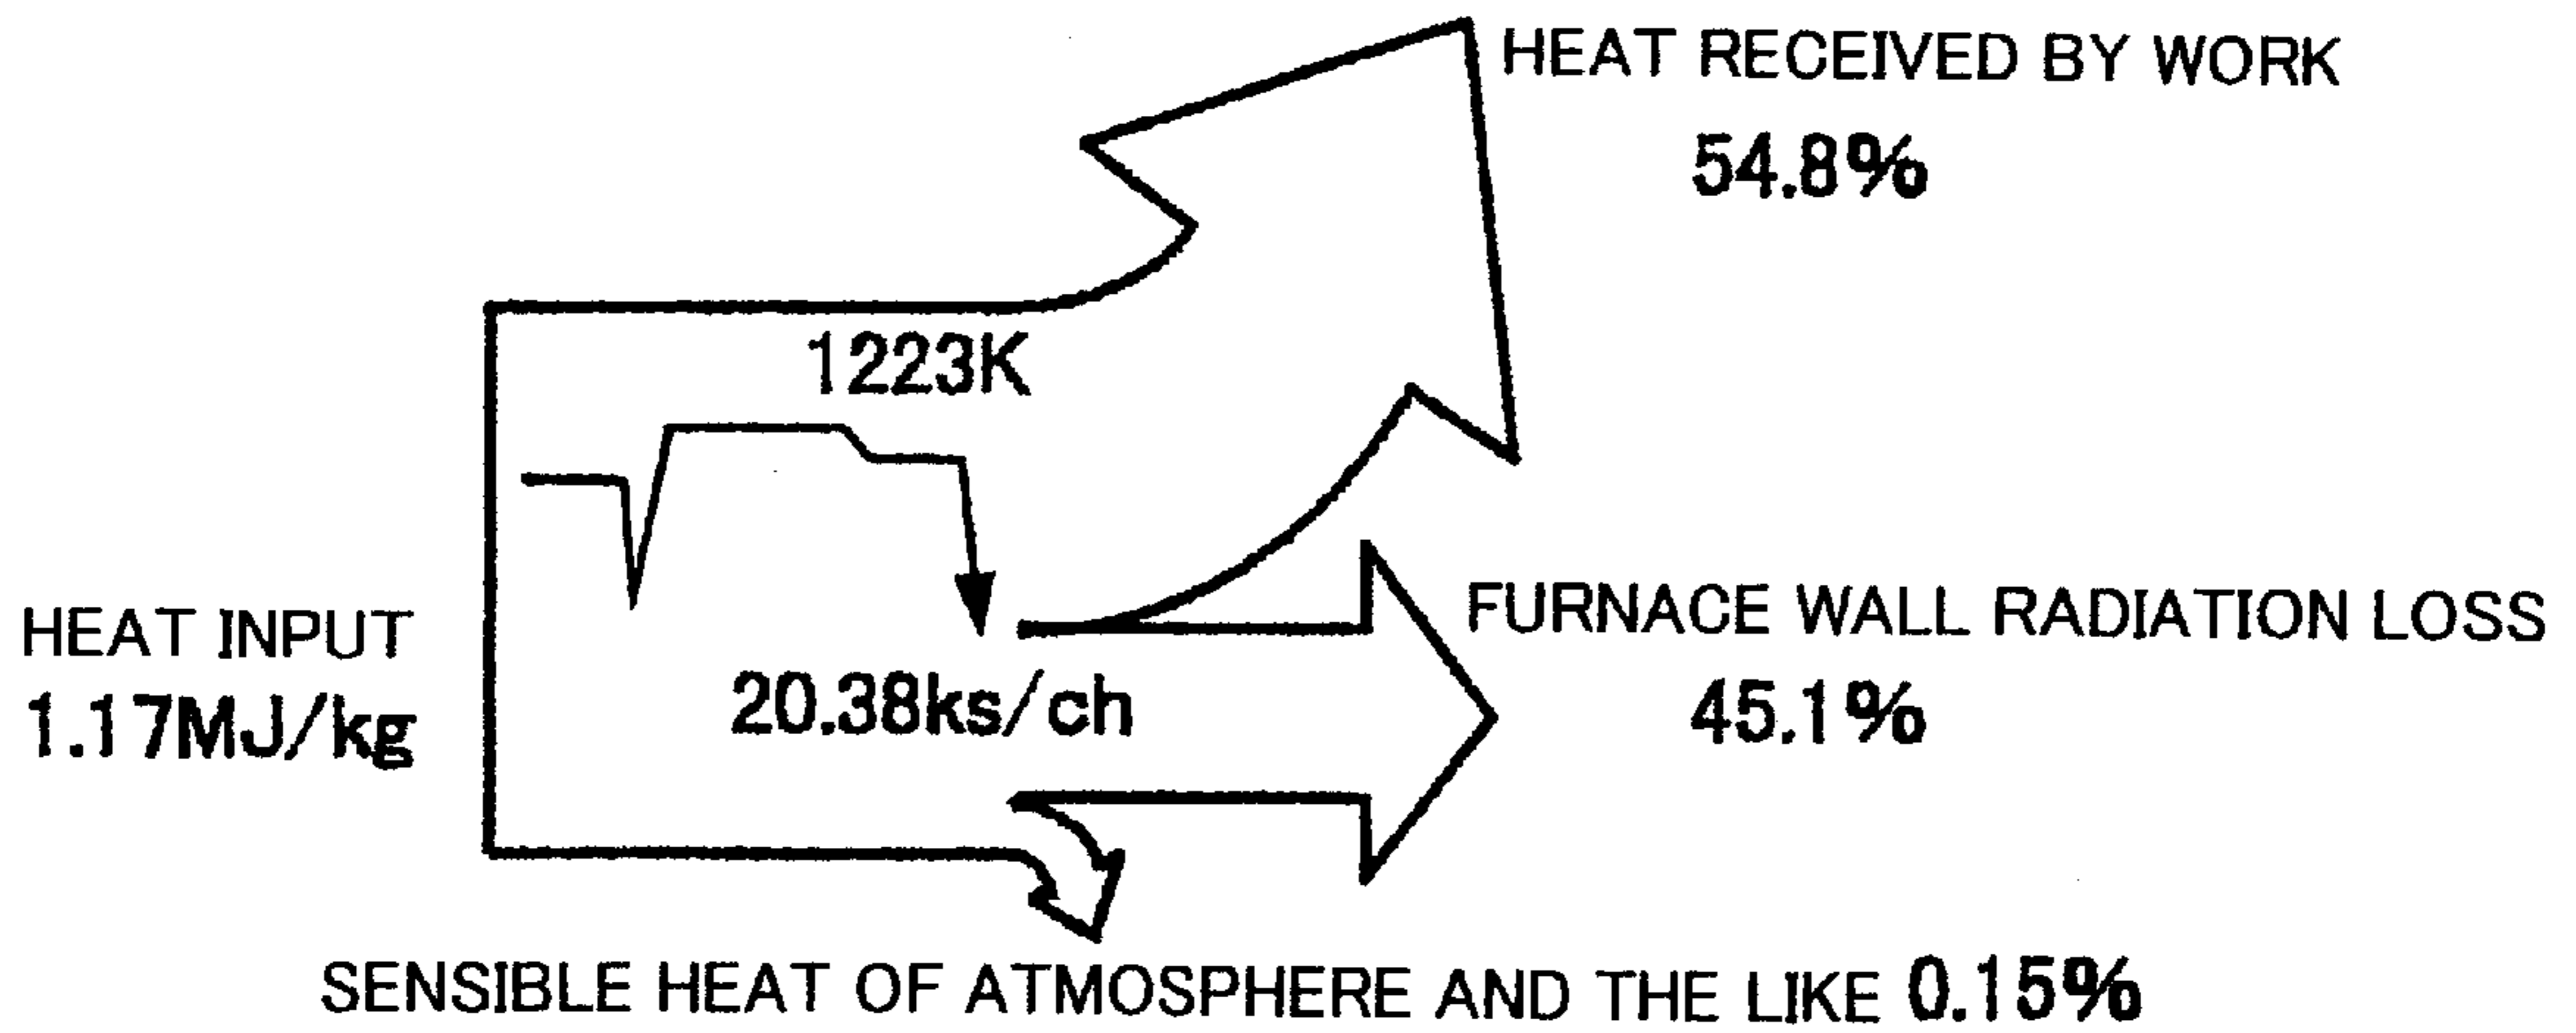 HEAT RECEIVED BY WORK
54.8%
1223K
HEAT INPUT
1.17MJ/kg
20.38ks/ch
FURNACE WALL RADIATION LOSS
45.1%
SENSIBLE HEAT OF ATMOSPHERE AND THE LIKE 0.15%